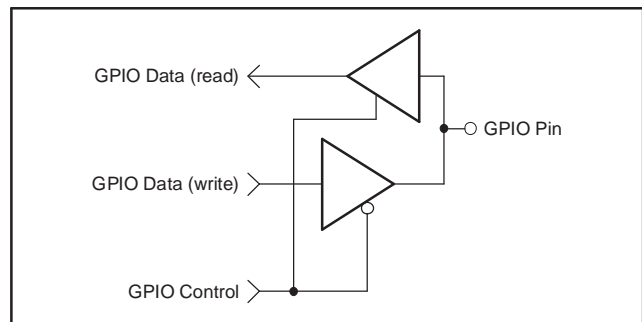 GPIO Data (read)
GPIO Pin
GPIO Data (write)
GPIO Control